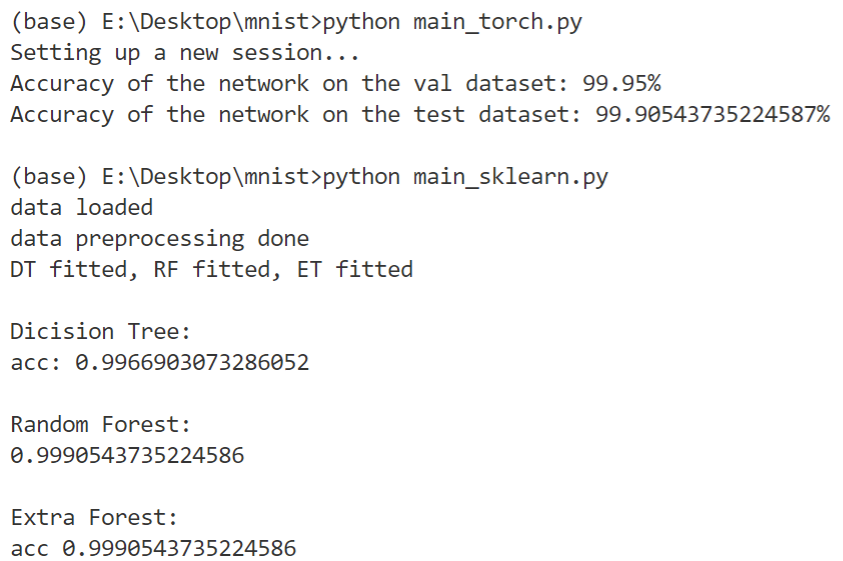 (base) E:\Desktop\mnist>python main_torch.py
Setting up a new session...
Accuracy of the network on the val dataset: 99.95%
Accuracy of the network on the test dataset: 99.90543735224587%
(base) E:\Desktop\mnist>python main_sklearn.py
data loaded
data preprocessing done
DT fitted, RF fitted, ET fitted
Dicision Tree:
acc: 0.9966903073286052
Random Forest:
0.9990543735224586
Extra Forest:
acc 0.9990543735224586